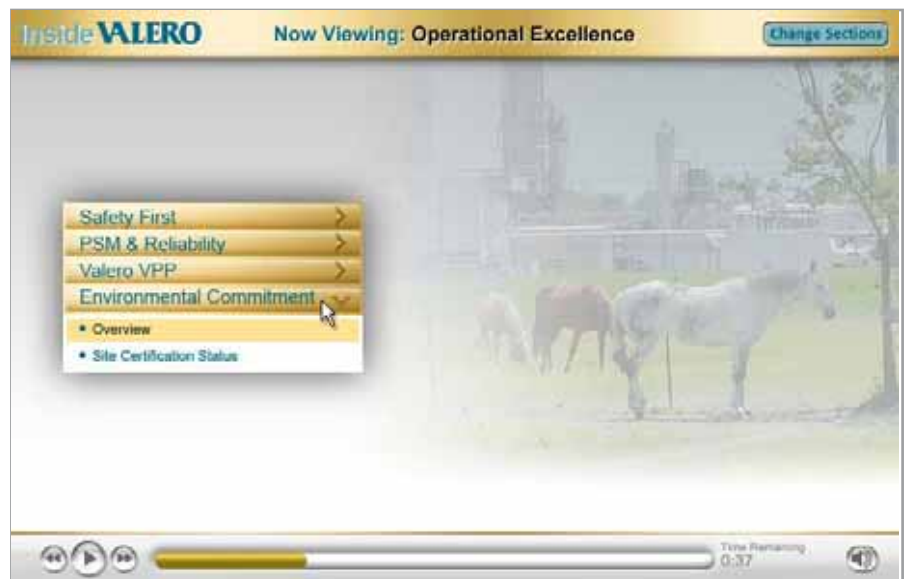 Inside VALERO
Now Viewing: Operational Excellence
Change Sections
Safety First
PSM & Reliability
Valero VPP
Environmental Commitment
• Overview
• Site Certification Status
Time Remaining
0:37